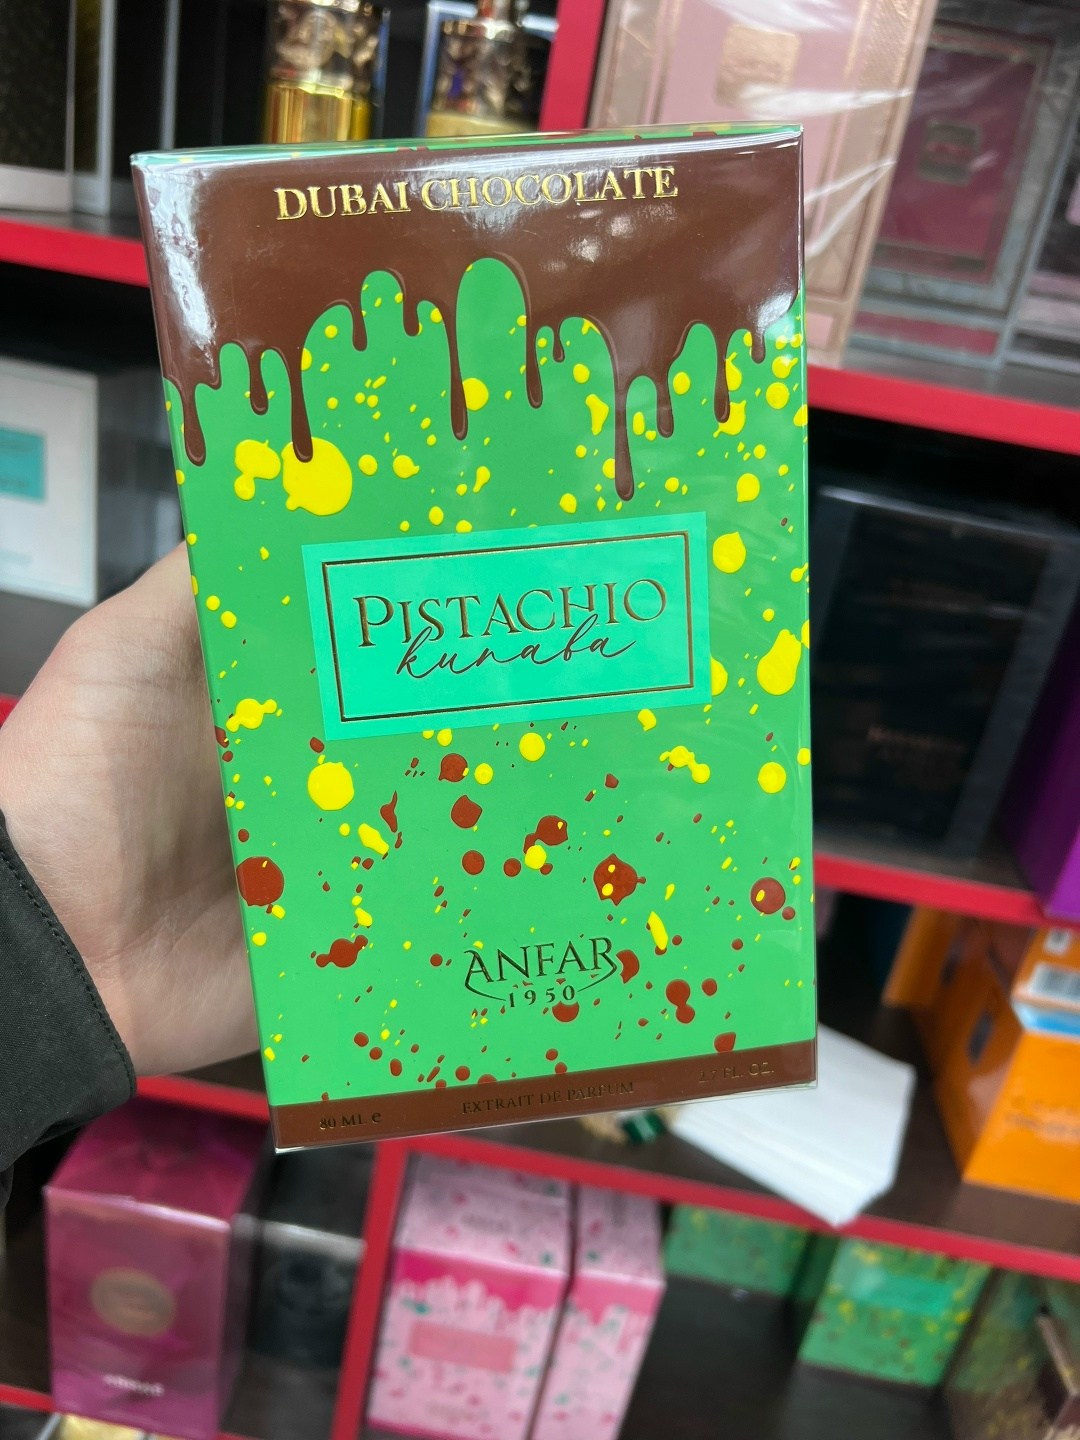 DUBAI CHOCOLATE
PISTACHIO
kunafa
ANFAR
1950
80 ML e EXTRAIT DE PARFUM 2.7 FL. OZ.